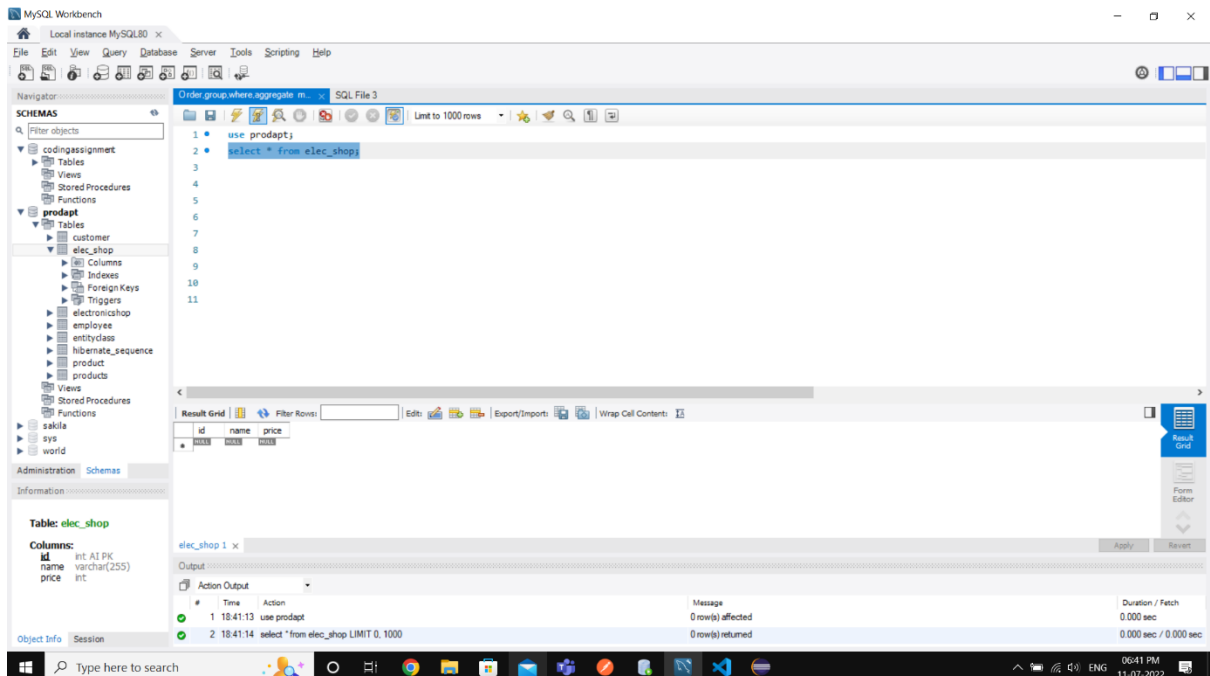 MySQL Workbench
Local instance MySQL80 ×
File Edit View Query Database Server Tools Scripting Help
Navigator
SCHEMAS
Filter objects
codingassignment
Tables
Views
Stored Procedures
Functions
prodapt
Tables
customer
elec_shop
Columns
Indexes
Foreign Keys
Triggers
electronicshop
employee
entityclass
hibernate_sequence
product
products
Views
Stored Procedures
Functions
sakila
sys
world
Administration Schemas
Information
Table: elec_shop
Columns:
id int AI PK
name varchar(255)
price int
Object Info Session
Order,group,where.aggregate m... × SQL File 3
Limit to 1000 rows
1 use prodapt;
2 select * from elec_shop;
3
4
5
6
7
8
9
10
11
Result Grid Filter Rows: Edit: Export/Import: Wrap Cell Content:
id name price
* NULL NULL NULL
Result
Grid
Form
Editor
elec_shop 1 × Apply Revert
Output
Action Output
# Time Action Message Duration / Fetch
1 18:41:13 use prodapt 0 row(s) affected 0.000 sec
2 18:41:14 select * from elec_shop LIMIT 0, 1000 0 row(s) returned 0.000 sec / 0.000 sec
Type here to search
ENG
06:41 PM
11-07-2022